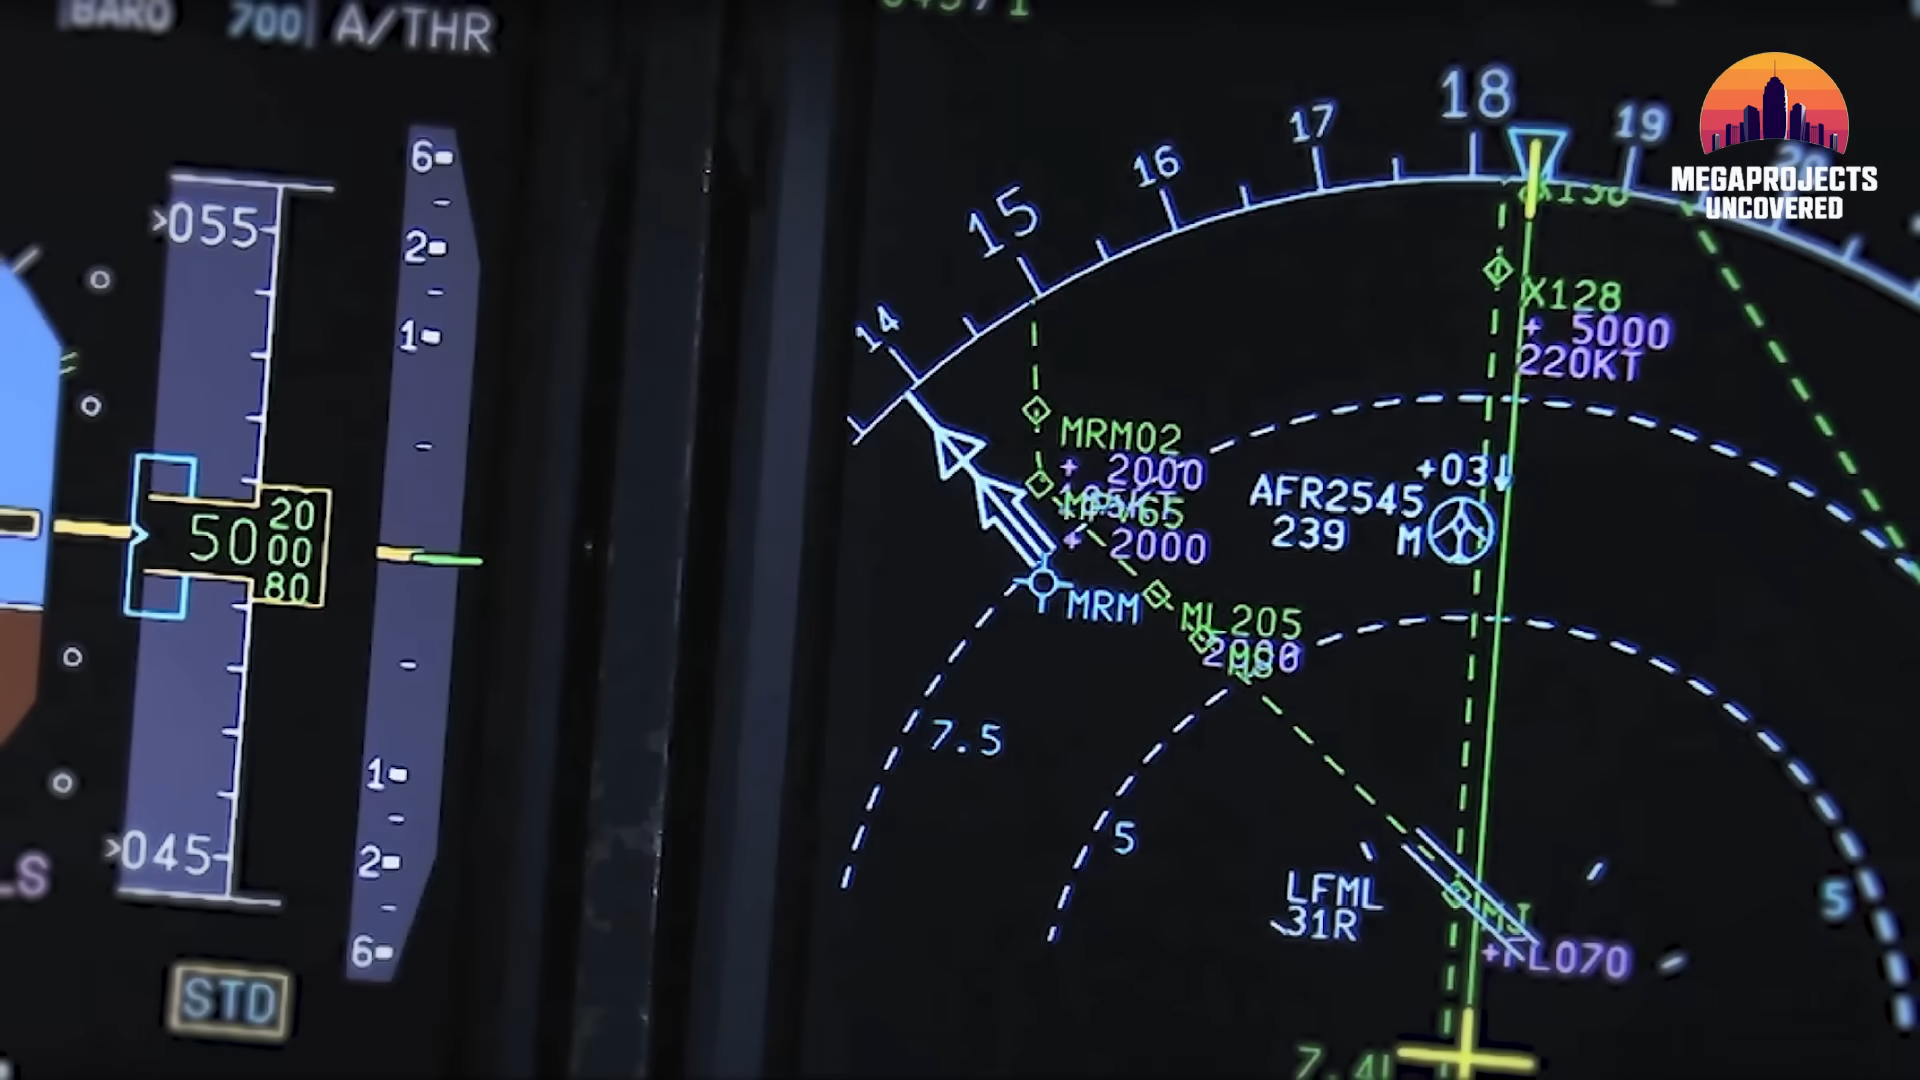 BARO 700 A/THR
055
50
20
00
80
045
STD
LS
6
2
1
1
2
6
14
15
16
17
18
19
X128
+ 5000
220KT
MRM02
+ 2000
+ 2000
MRM
ML205
AFR2545
239 M
+03↓
7.5
5
5
LFML
31R
+FL070
MEGAPROJECTS
UNCOVERED